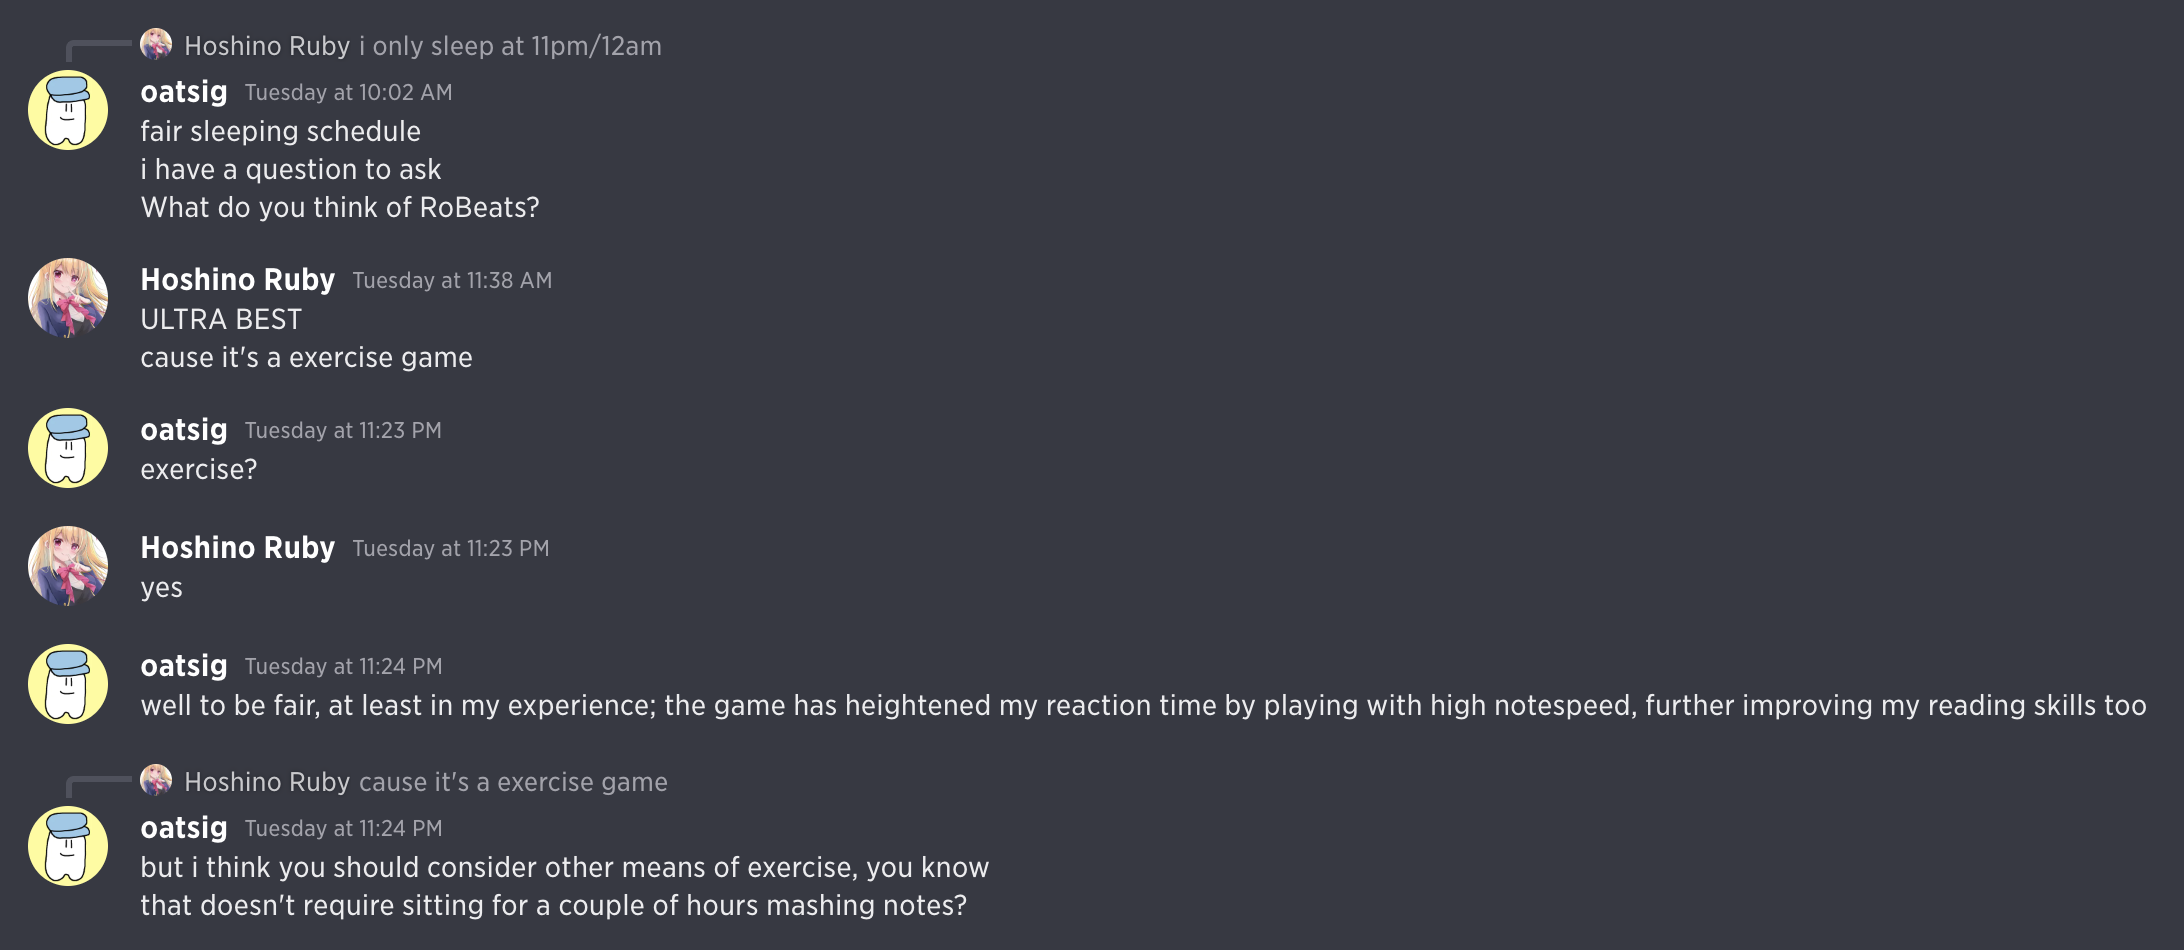 Hoshino Ruby i only sleep at 11pm/12am
oatsig Tuesday at 10:02 AM
fair sleeping schedule
i have a question to ask
What do you think of RoBeats?
Hoshino Ruby Tuesday at 11:38 AM
ULTRA BEST
cause it's a exercise game
oatsig Tuesday at 11:23 PM
exercise?
Hoshino Ruby Tuesday at 11:23 PM
yes
oatsig Tuesday at 11:24 PM
well to be fair, at least in my experience; the game has heightened my reaction time by playing with high notespeed, further improving my reading skills too
Hoshino Ruby cause it's a exercise game
oatsig Tuesday at 11:24 PM
but i think you should consider other means of exercise, you know
that doesn't require sitting for a couple of hours mashing notes?